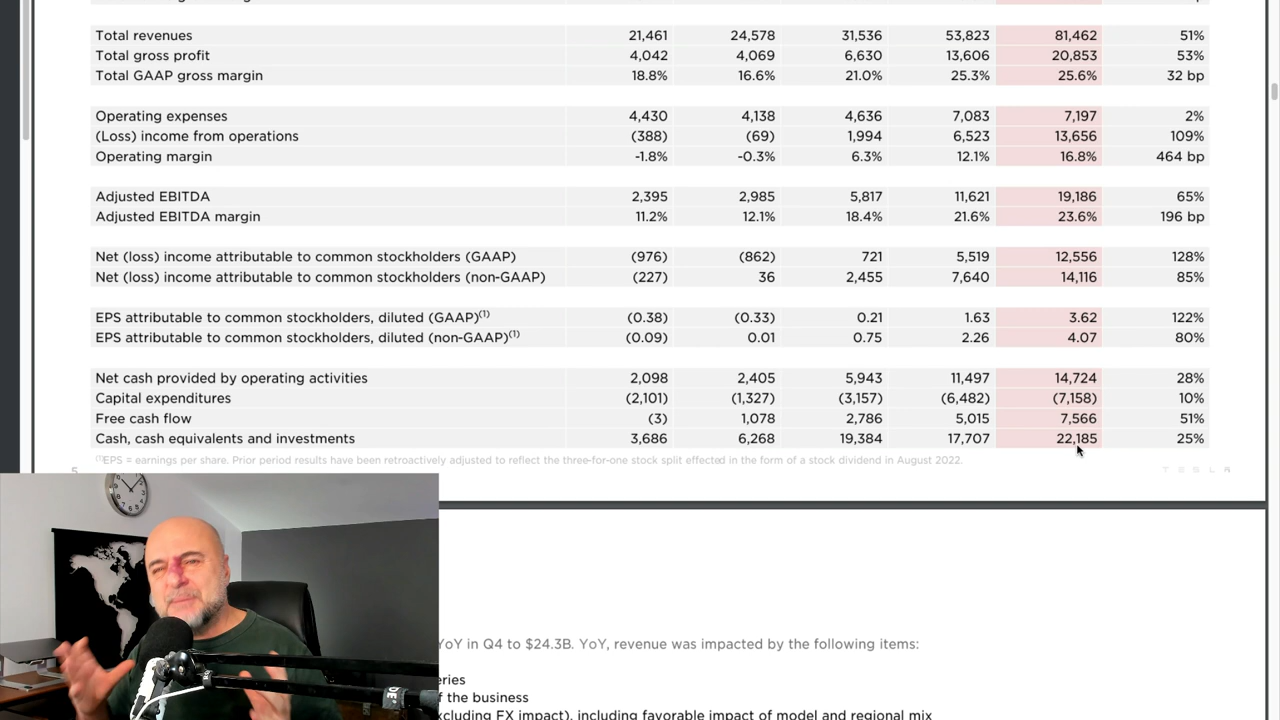 Total revenues 21,461 24,578 31,536 53,823 81,462 51%
Total gross profit 4,042 4,069 6,630 13,606 20,853 53%
Total GAAP gross margin 18.8% 16.6% 21.0% 25.3% 25.6% 32 bp
Operating expenses 4,430 4,138 4,636 7,083 7,197 2%
(Loss) income from operations (388) (69) 1,994 6,523 13,656 109%
Operating margin -1.8% -0.3% 6.3% 12.1% 16.8% 464 bp
Adjusted EBITDA 2,395 2,985 5,817 11,621 19,186 65%
Adjusted EBITDA margin 11.2% 12.1% 18.4% 21.6% 23.6% 196 bp
Net (loss) income attributable to common stockholders (GAAP) (976) (862) 721 5,519 12,556 128%
Net (loss) income attributable to common stockholders (non-GAAP) (227) 36 2,455 7,640 14,116 85%
EPS attributable to common stockholders, diluted (GAAP)(1) (0.38) (0.33) 0.21 1.63 3.62 122%
EPS attributable to common stockholders, diluted (non-GAAP)(1) (0.09) 0.01 0.75 2.26 4.07 80%
Net cash provided by operating activities 2,098 2,405 5,943 11,497 14,724 28%
Capital expenditures (2,101) (1,327) (3,157) (6,482) (7,158) 10%
Free cash flow (3) 1,078 2,786 5,015 7,566 51%
Cash, cash equivalents and investments 3,686 6,268 19,384 17,707 22,185 25%
(1)EPS = earnings per share. Prior period results have been retroactively adjusted to reflect the three-for-one stock split effected in the form of a stock dividend in August 2022.
5 TESLA
YoY in Q4 to $24.3B. YoY, revenue was impacted by the following items:
eries
f the business
xcluding FX impact), including favorable impact of model and regional mix